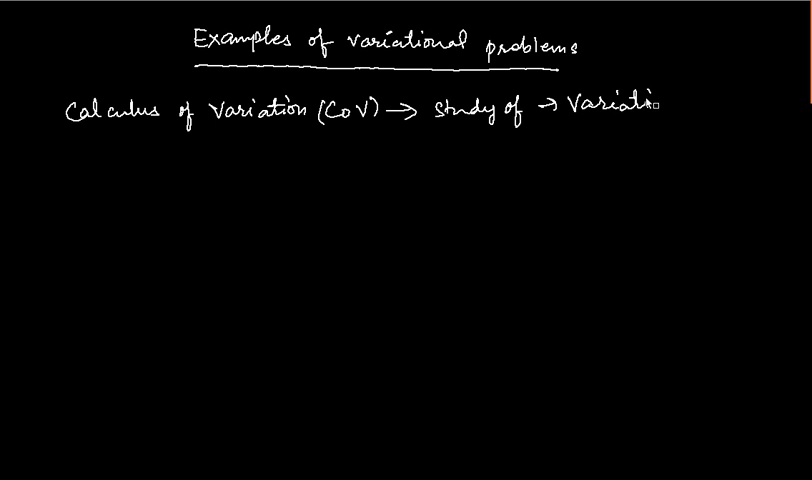 Examples of variational problems
Calculus of Variation (CoV) → Study of → Variati